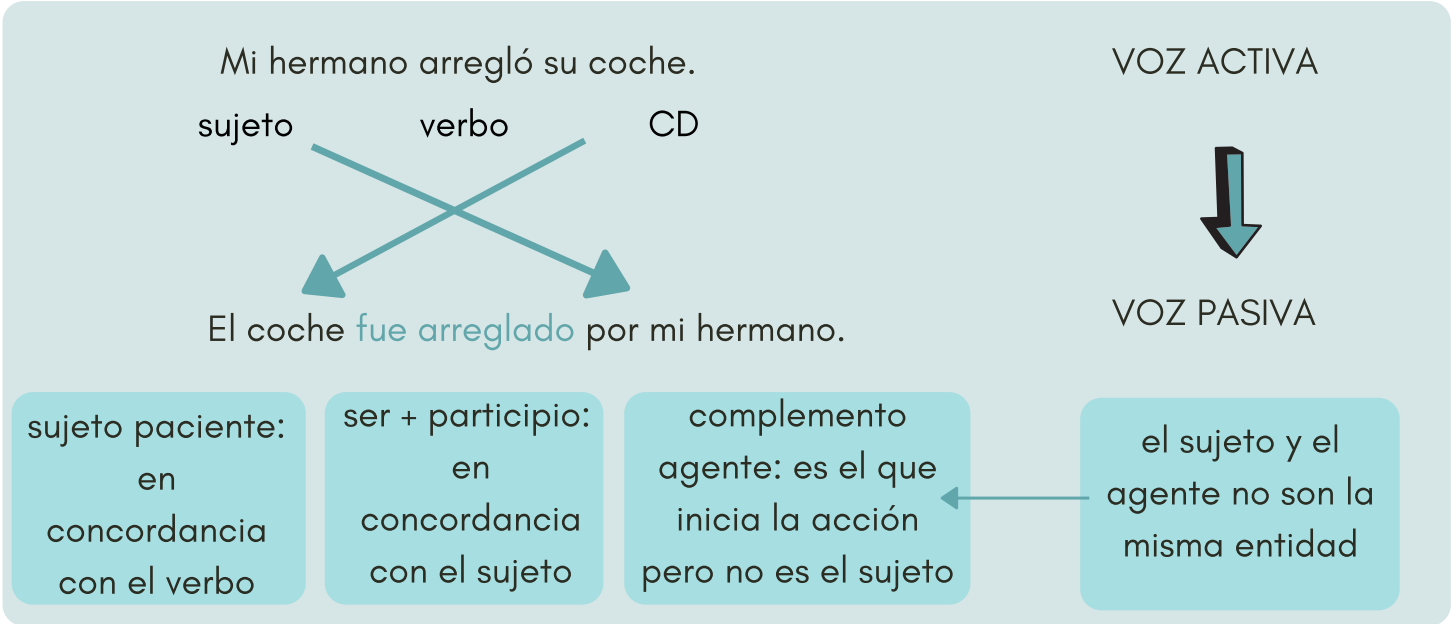 Mi hermano arregló su coche.
VOZ ACTIVA
sujeto verbo CD
El coche fue arreglado por mi hermano.
VOZ PASIVA
sujeto paciente:
en
concordancia
con el verbo
ser + participio:
en
concordancia
con el sujeto
complemento
agente: es el que
inicia la acción
pero no es el sujeto
el sujeto y el
agente no son la
misma entidad